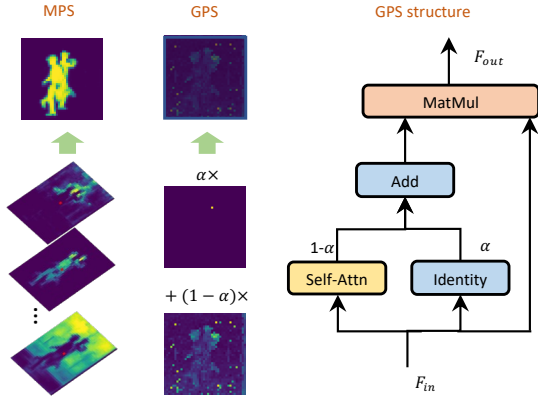 MPS
GPS
GPS structure
F_out
MatMul
α×
Add
1-α
α
Self-Attn
Identity
+ (1 − α)×
⋮
F_in